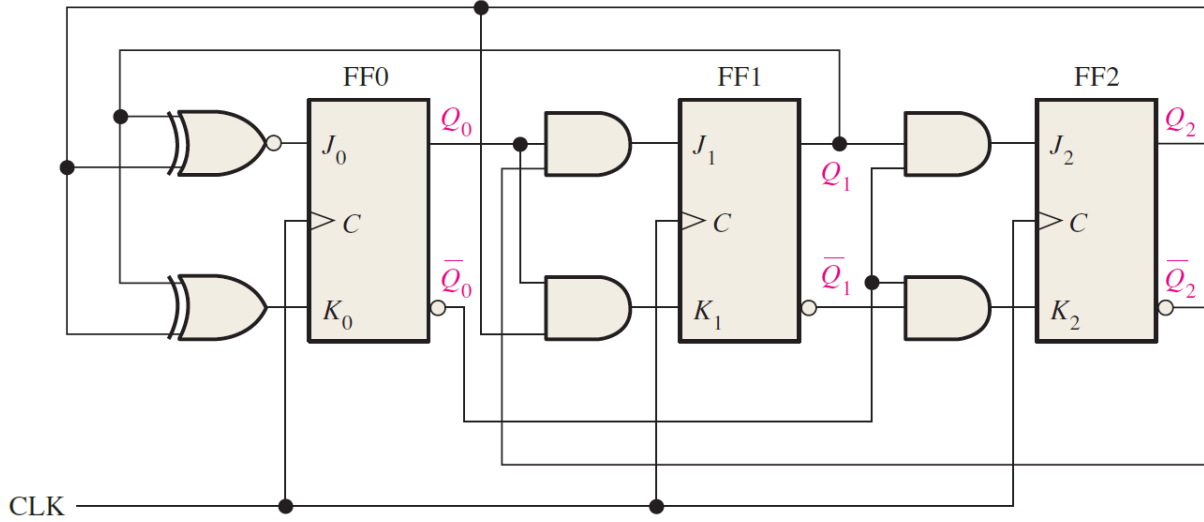 FF0 FF1 FF2
Q₀ Q₂
J₀ J₁ J₂
Q₁
C C C
Q̅₀ Q̅₁ Q̅₂
K₀ K₁ K₂
CLK